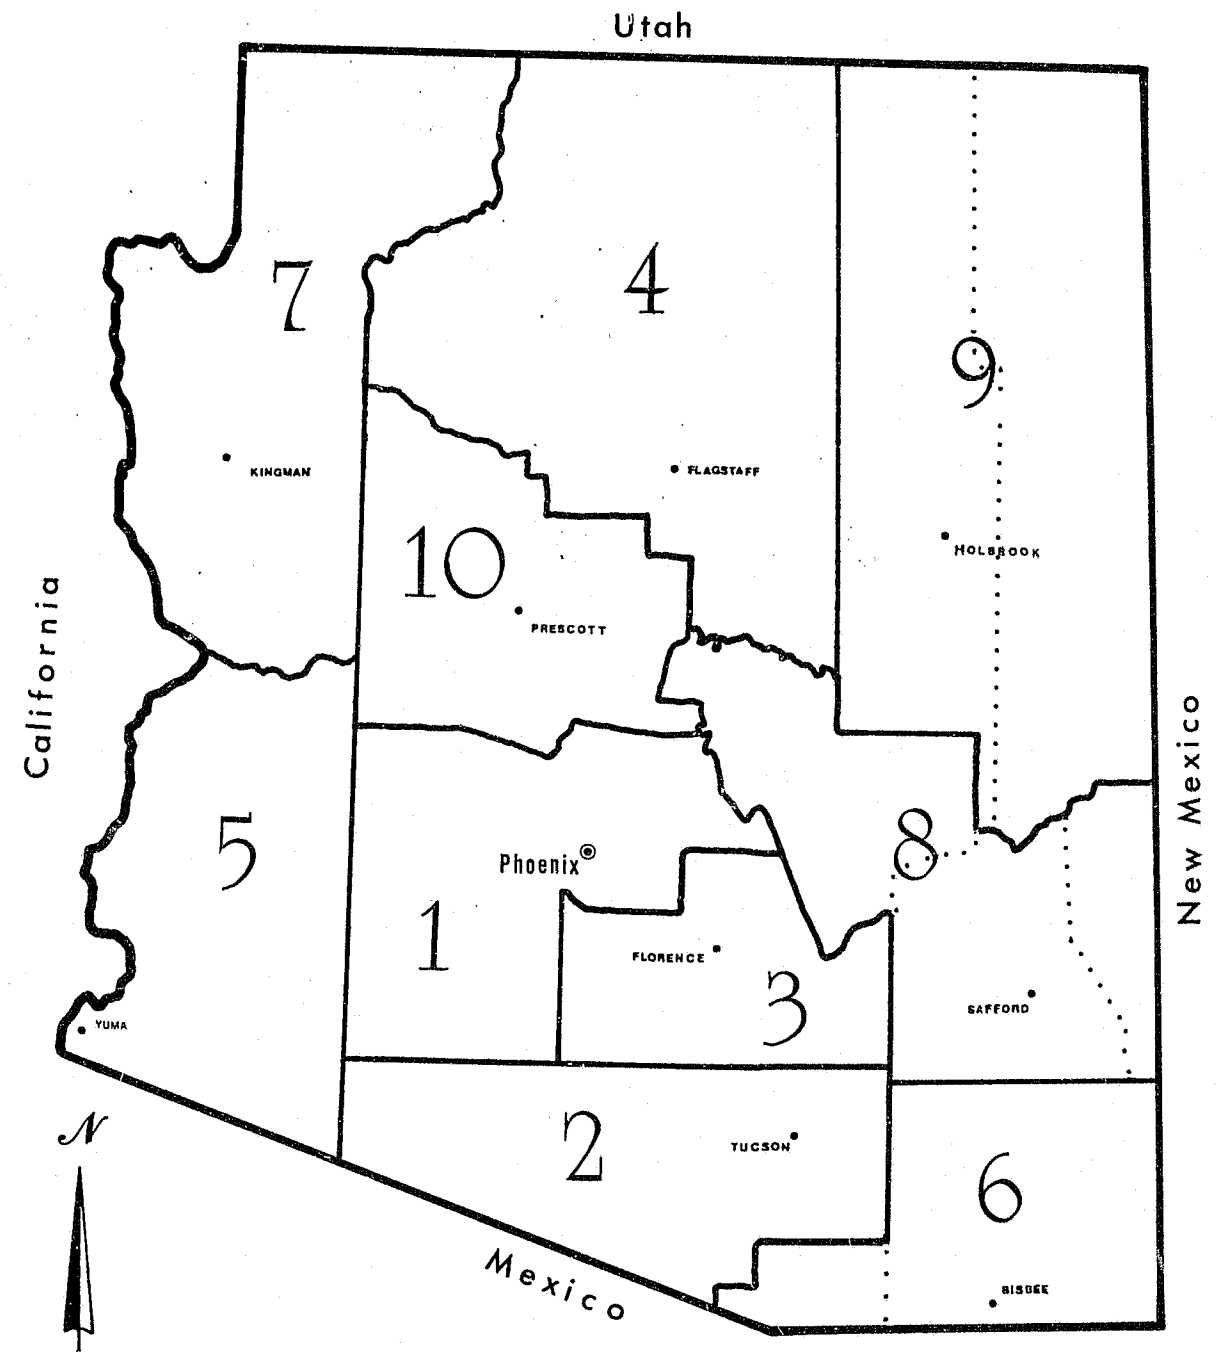 Utah
7
4
9
KINGMAN
FLAGSTAFF
HOLBROOK
10
PRESCOTT
California
New Mexico
5
8
Phoenix
1
FLORENCE
3
SAFFORD
YUMA
N
2
TUCSON
6
Mexico
BISBEE